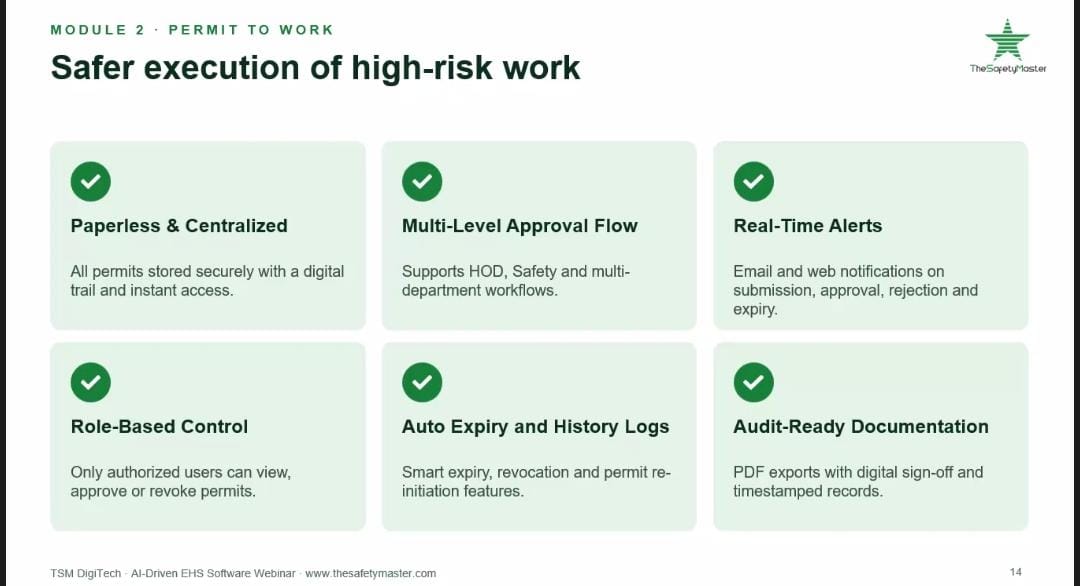 MODULE 2 · PERMIT TO WORK
Safer execution of high-risk work
TheSafetyMaster
Paperless & Centralized
All permits stored securely with a digital
trail and instant access.
Multi-Level Approval Flow
Supports HOD, Safety and multi-
department workflows.
Real-Time Alerts
Email and web notifications on
submission, approval, rejection and
expiry.
Role-Based Control
Only authorized users can view,
approve or revoke permits.
Auto Expiry and History Logs
Smart expiry, revocation and permit re-
initiation features.
Audit-Ready Documentation
PDF exports with digital sign-off and
timestamped records.
TSM DigiTech · AI-Driven EHS Software Webinar · www.thesafetymaster.com
14